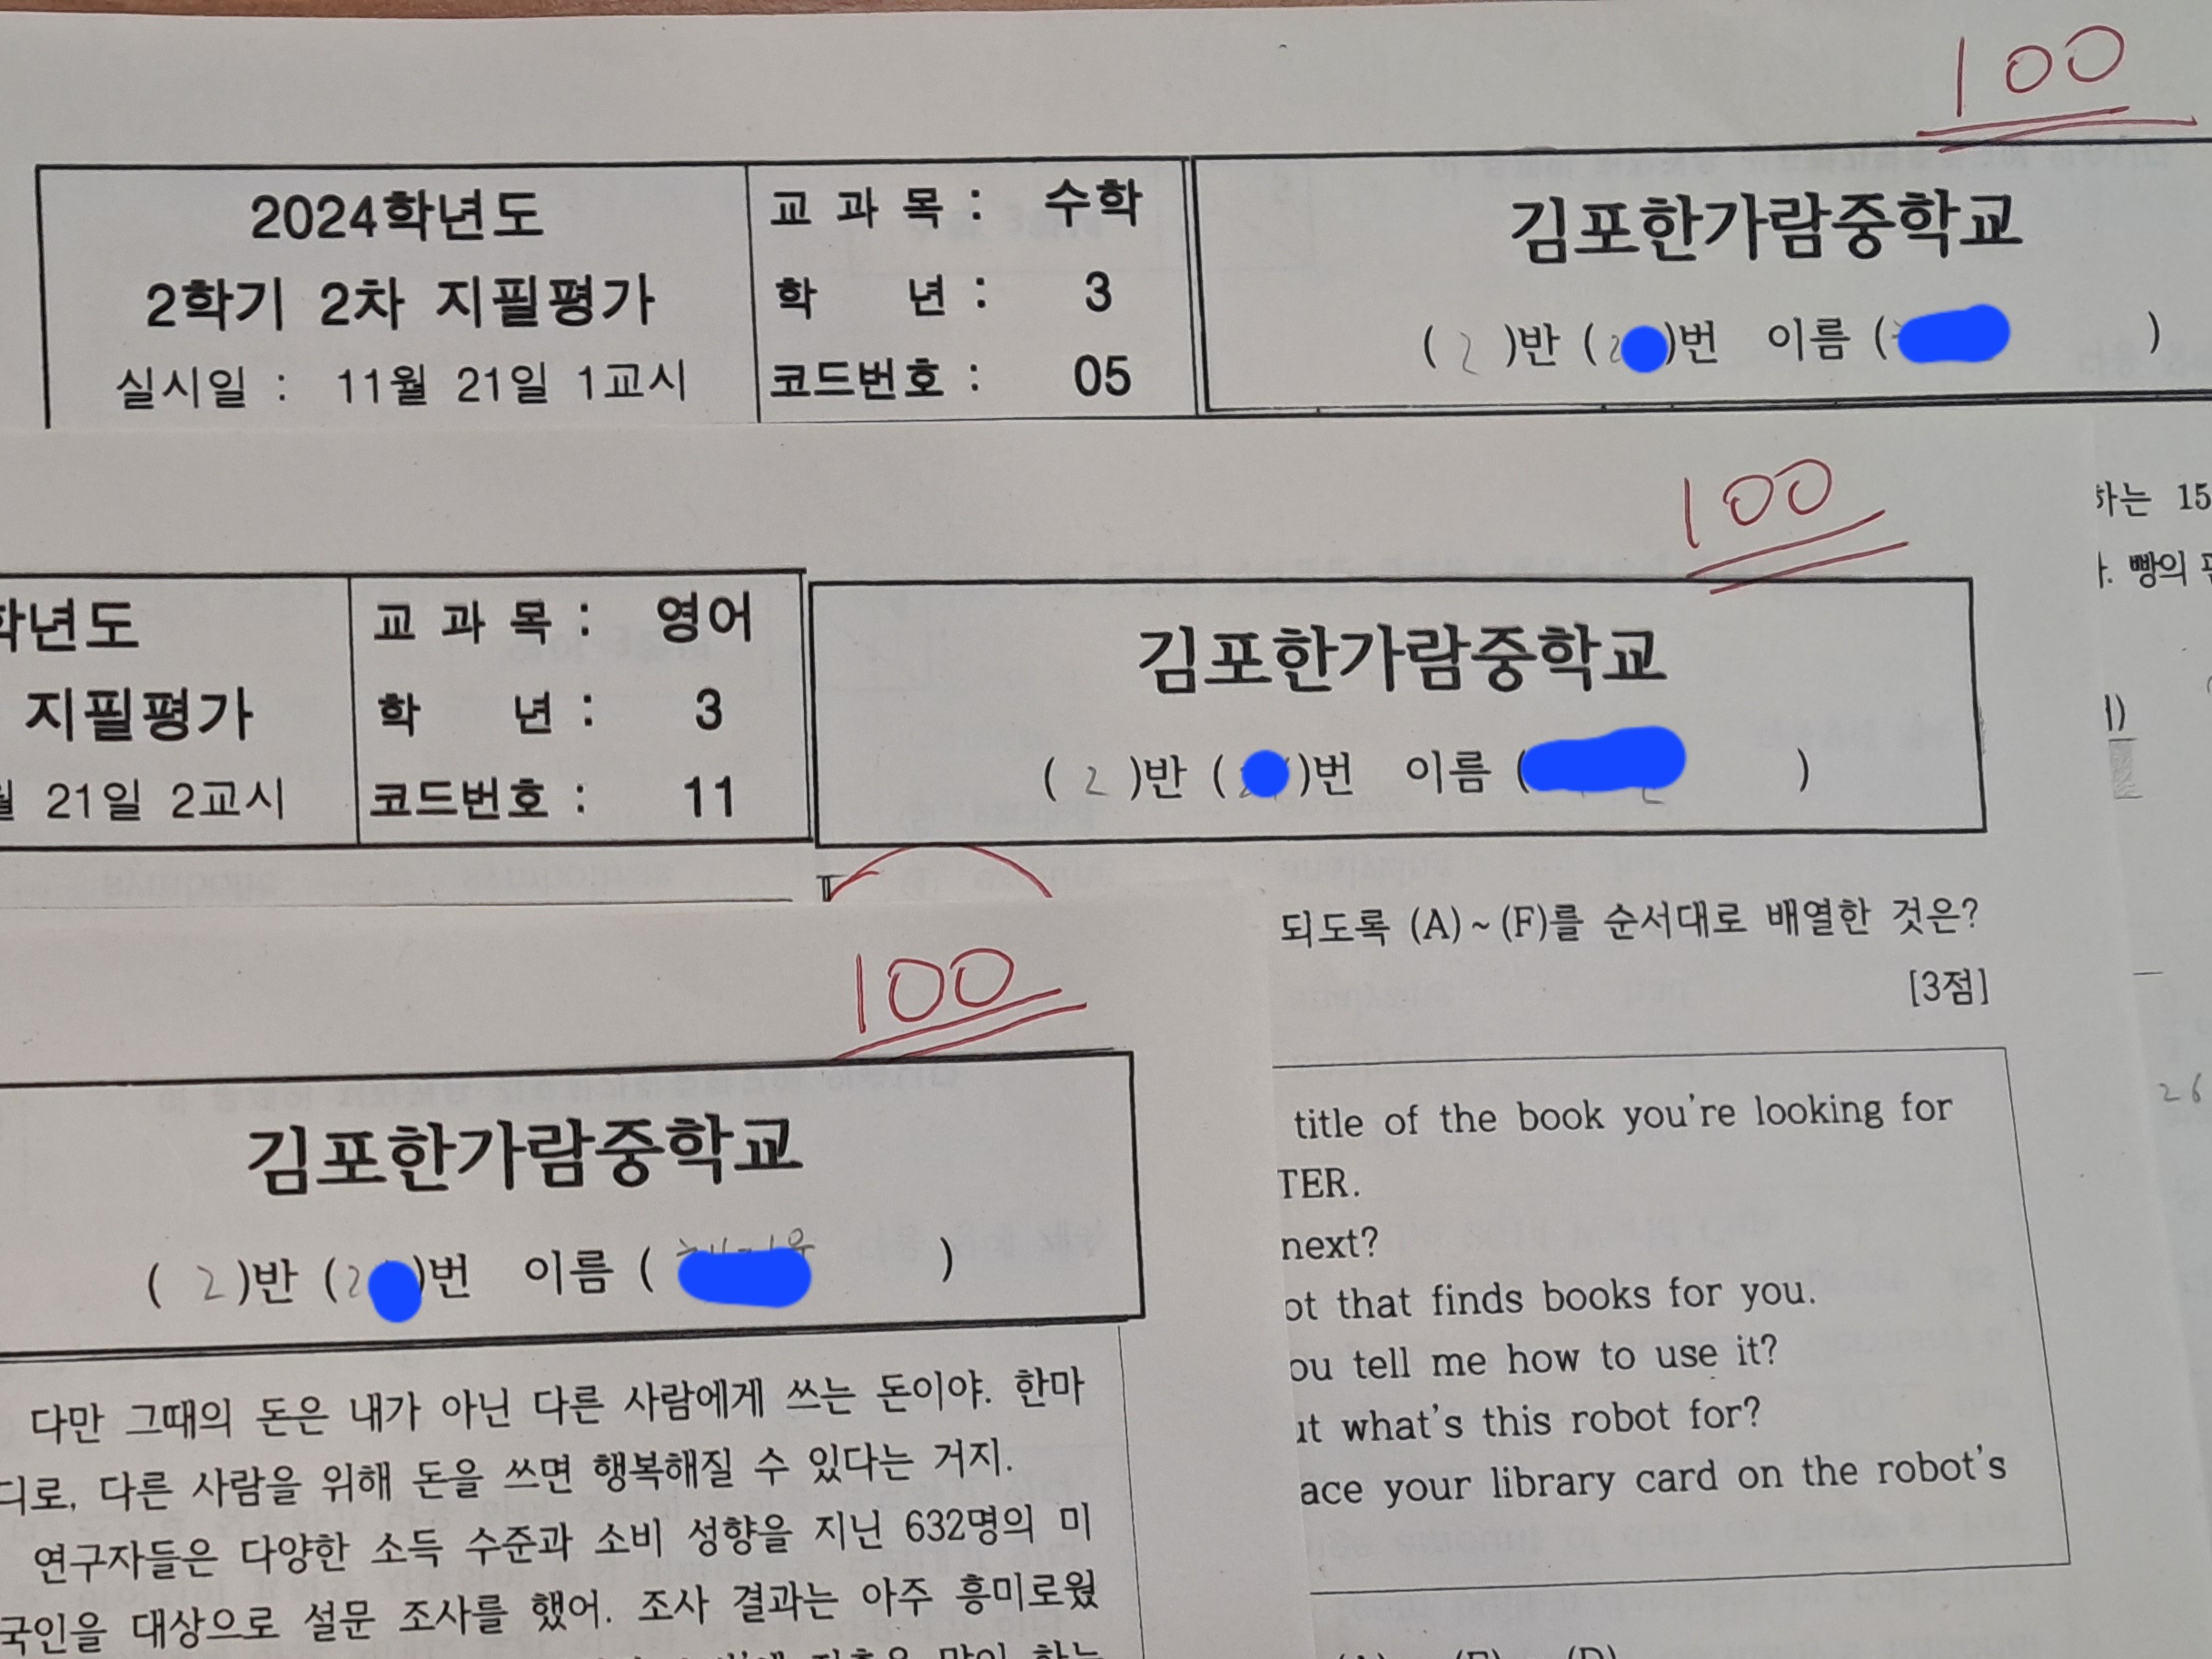 100
2024학년도
2학기 2차 지필평가
실시일 : 11월 21일 1교시
교 과 목 : 수학
학 년 : 3
코드번호 : 05
김포한가람중학교
( 2 )반 ( 2 )번 이름 ( )
100
학년도
지필평가
월 21일 2교시
교 과 목 : 영어
학 년 : 3
코드번호 : 11
김포한가람중학교
( 2 )반 ( )번 이름 ( )
하는 15
빵의
1)
26
되도록 (A)~(F)를 순서대로 배열한 것은?
[3점]
title of the book you're looking for
TER.
next?
ot that finds books for you.
ou tell me how to use it?
ut what's this robot for?
ace your library card on the robot's
100
김포한가람중학교
( 2 )반 ( 2 )번 이름 ( )
다만 그때의 돈은 내가 아닌 다른 사람에게 쓰는 돈이야. 한마
디로, 다른 사람을 위해 돈을 쓰면 행복해질 수 있다는 거지.
연구자들은 다양한 소득 수준과 소비 성향을 지닌 632명의 미
국인을 대상으로 설문 조사를 했어. 조사 결과는 아주 흥미로웠